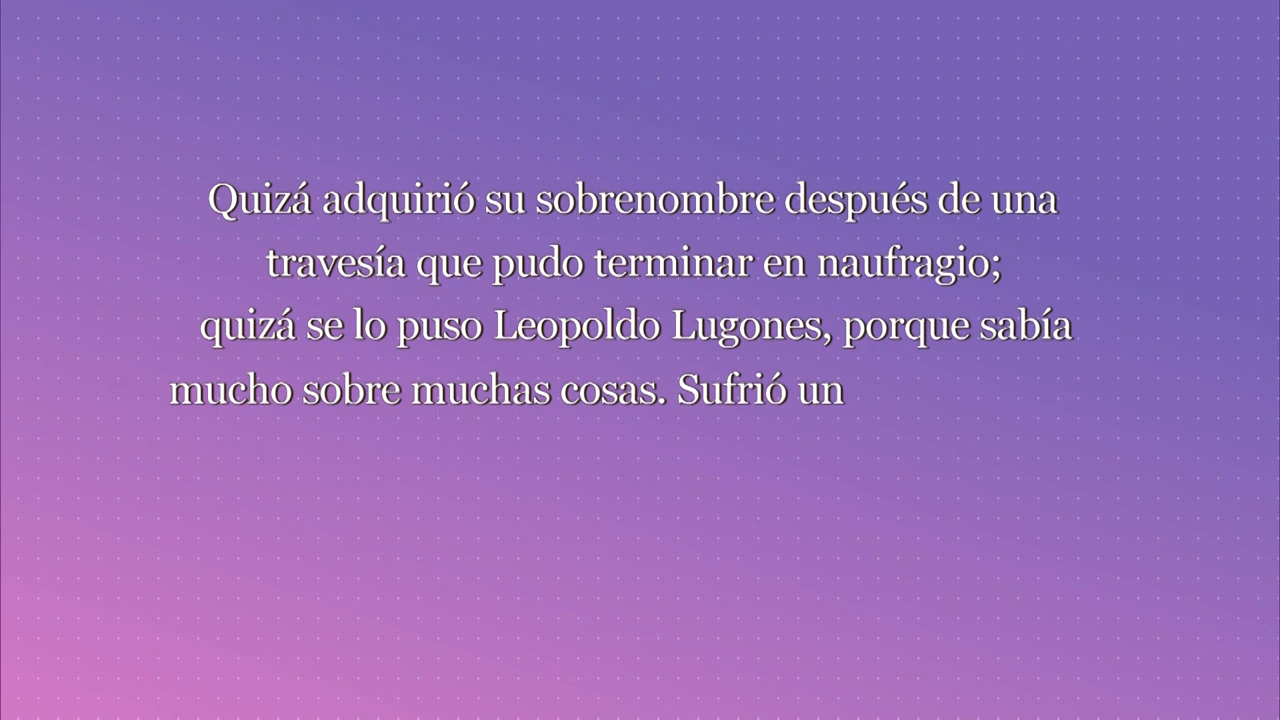 Quizá adquirió su sobrenombre después de una
travesía que pudo terminar en naufragio;
quizá se lo puso Leopoldo Lugones, porque sabía
mucho sobre muchas cosas. Sufrió un